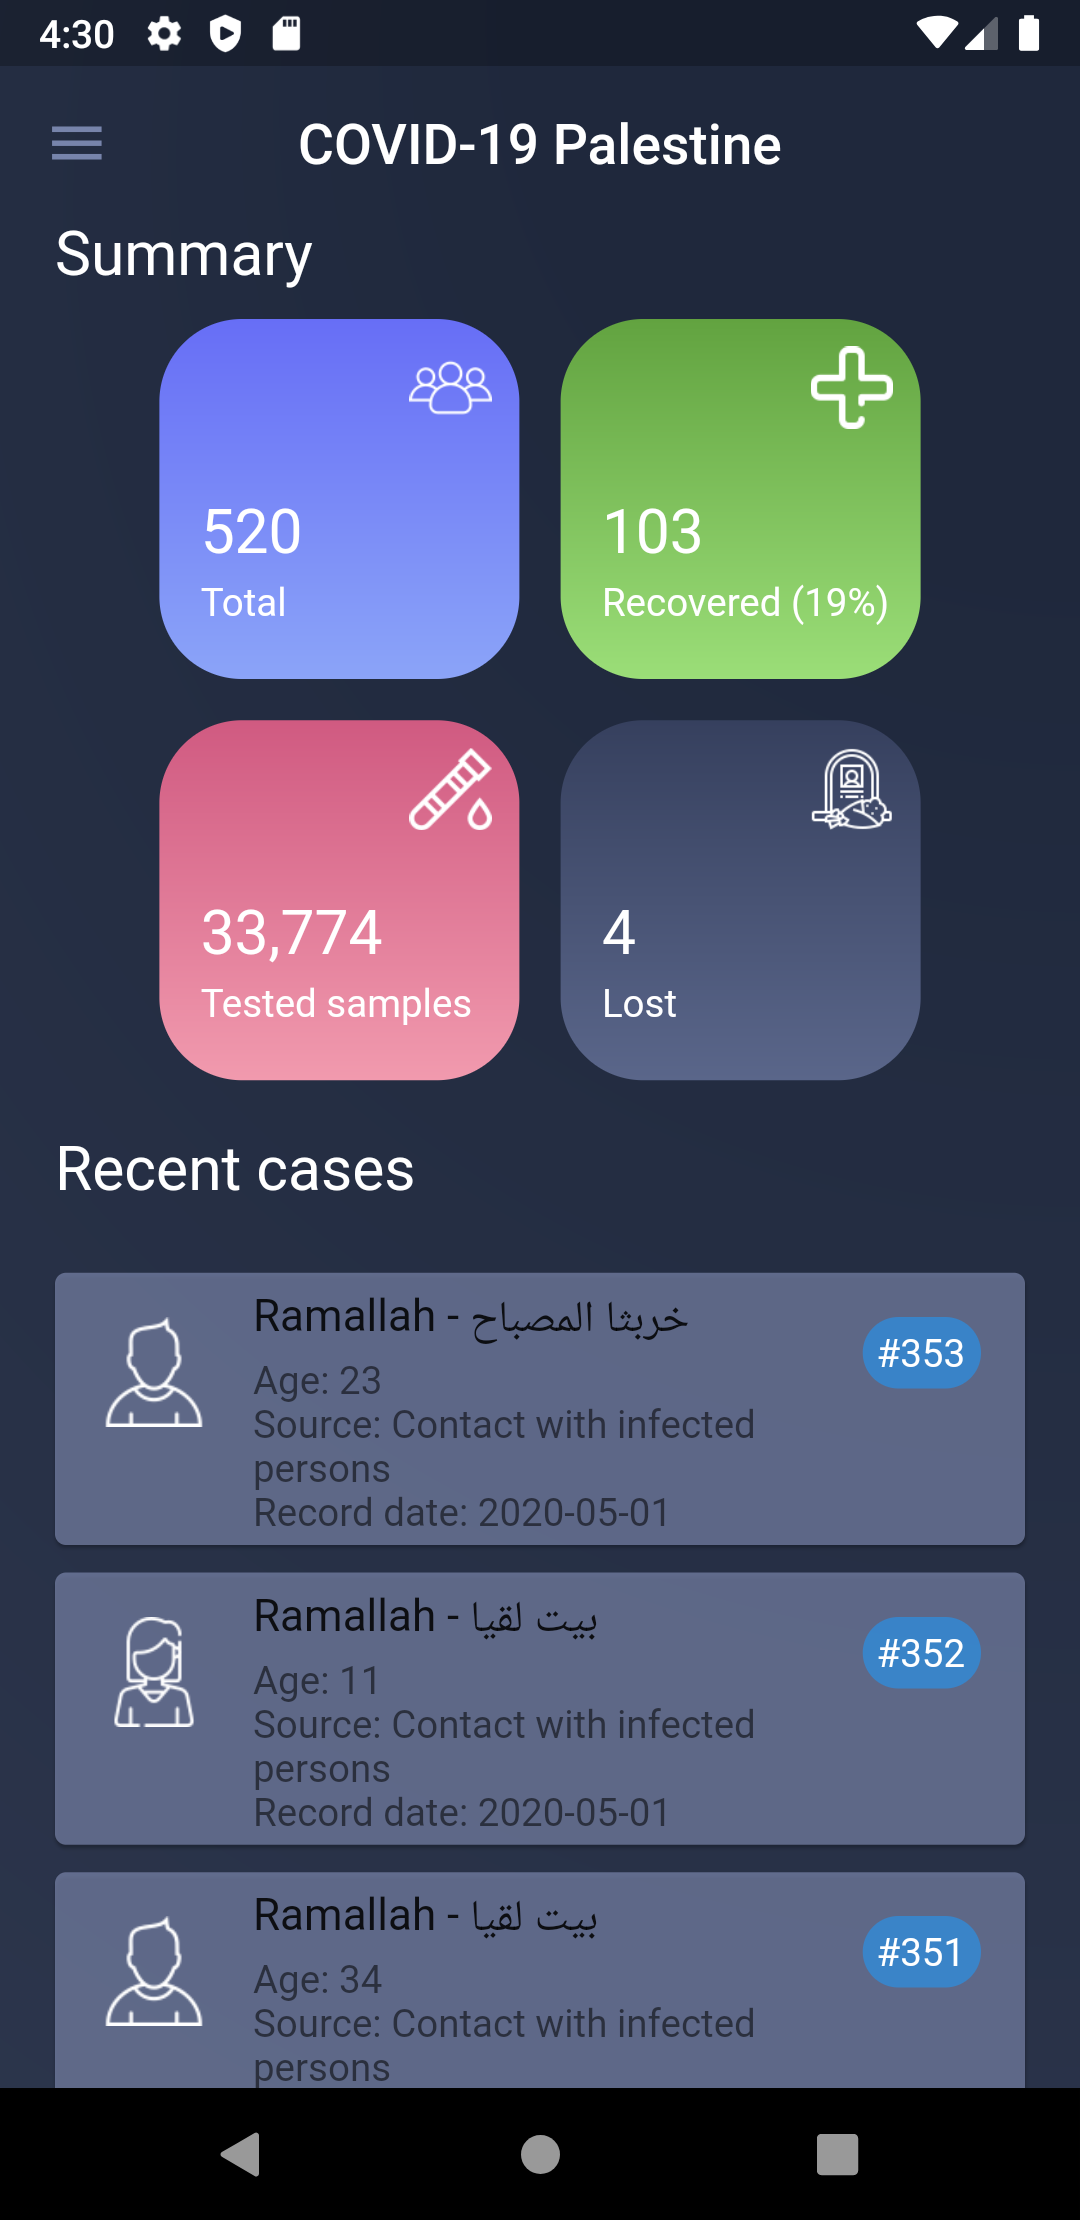 4:30
COVID-19 Palestine
Summary
520
Total
103
Recovered (19%)
33,774
Tested samples
4
Lost
Recent cases
Ramallah - خربثا المصباح
#353
Age: 23
Source: Contact with infected
persons
Record date: 2020-05-01
Ramallah - بيت لقيا
#352
Age: 11
Source: Contact with infected
persons
Record date: 2020-05-01
Ramallah - بيت لقيا
#351
Age: 34
Source: Contact with infected
persons